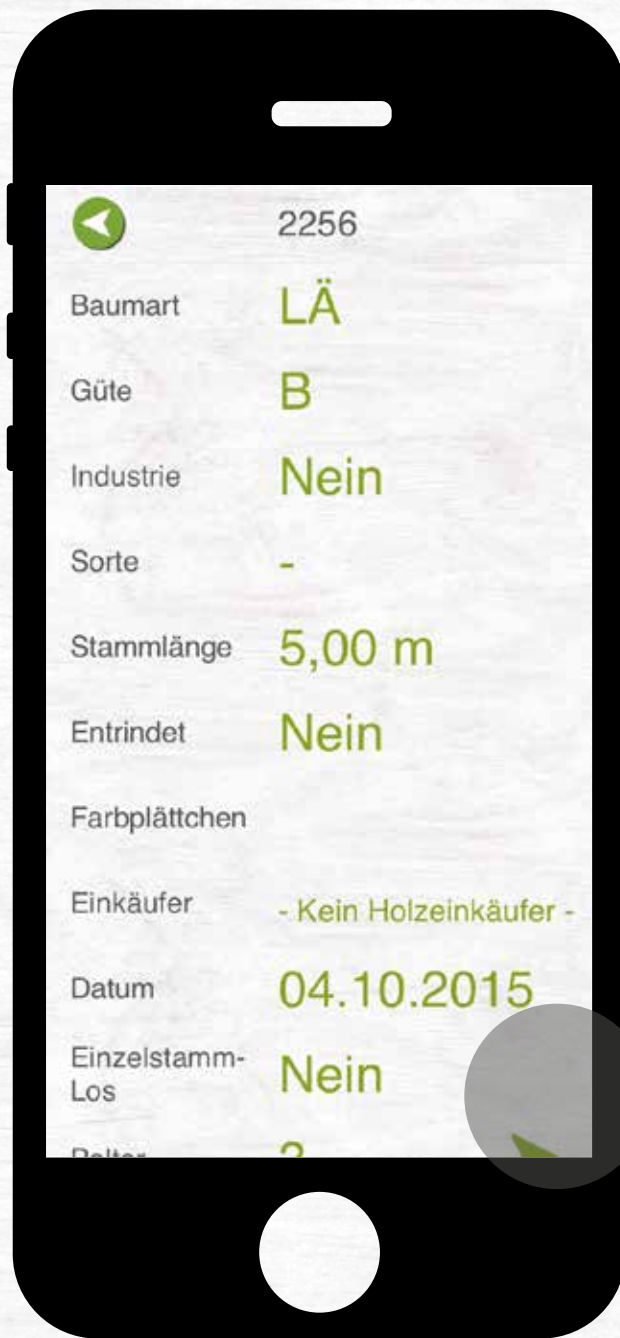 2256
Baumart LÄ
Güte B
Industrie Nein
Sorte -
Stammlänge 5,00 m
Entrindet Nein
Farbplättchen
Einkäufer - Kein Holzeinkäufer -
Datum 04.10.2015
Einzelstamm-
Los Nein